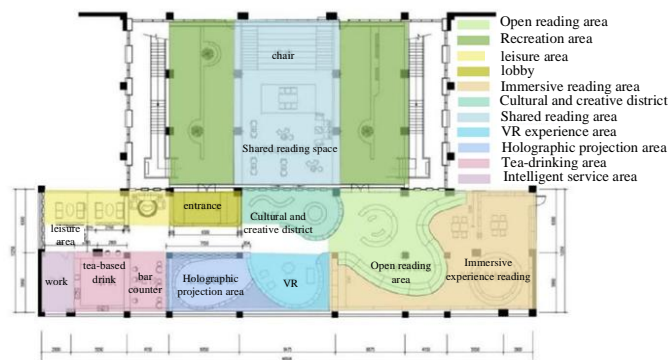 Open reading area
Recreation area
leisure area
lobby
Immersive reading area
Cultural and creative district
Shared reading area
VR experience area
Holographic projection area
Tea-drinking area
Intelligent service area
chair
Shared reading space
entrance
Cultural and
creative district
leisure
area
Open reading
area
Immersive
experience reading
work
tea-based
drink
bar
counter
Holographic
projection area
VR